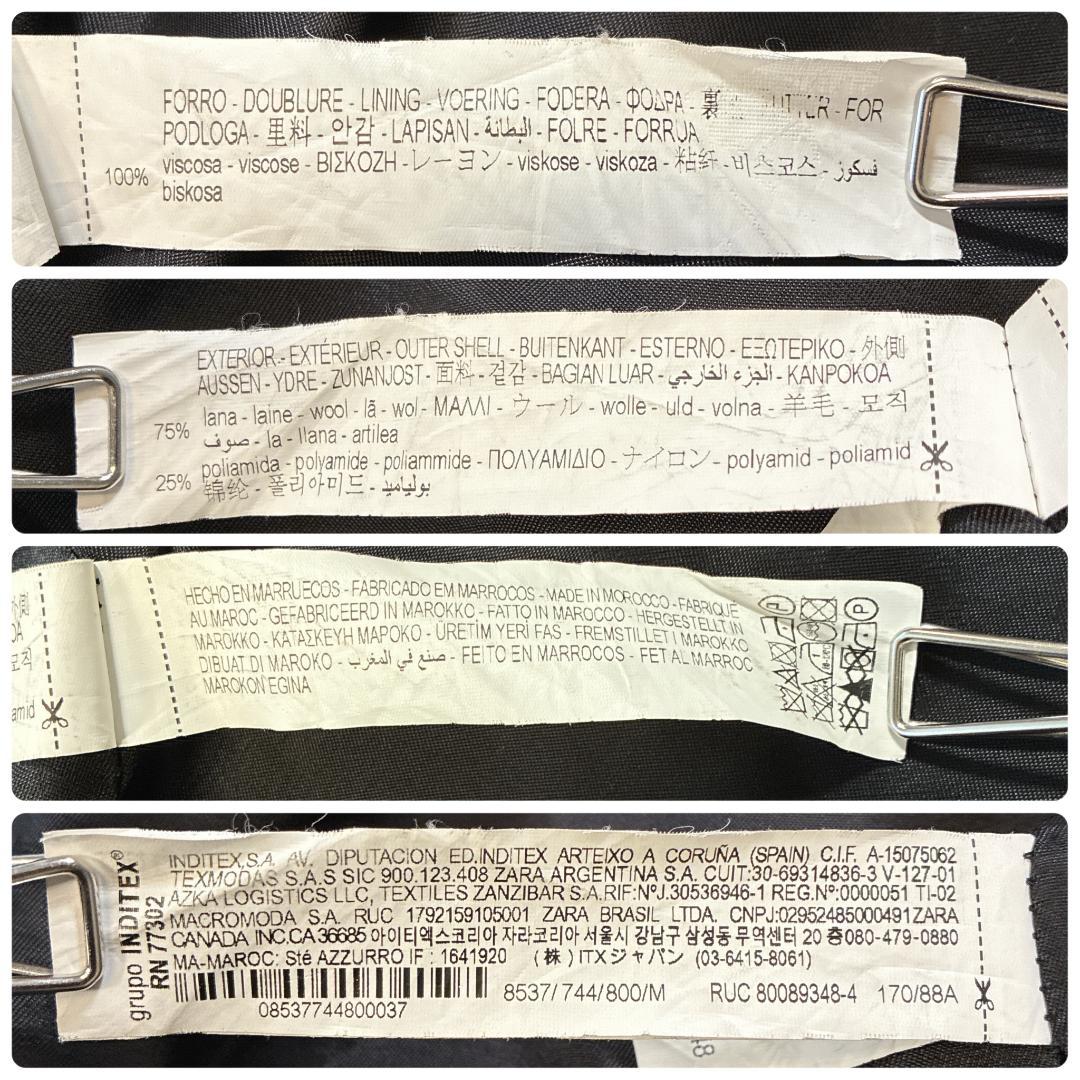 FORRO - DOUBLURE - LINING - VOERING - FODERA - ΦΟΔΡΑ - 裏 - FOR
PODLOGA - 里料 - 안감 - LAPISAN - البطانة - FOLRE - FORRUA
100% viscosa - viscose - ΒΙΣΚΟΖΗ - レーヨン - viskose - viskoza - 粘纤 - 비스코스 - فسكوز
biskosa
EXTERIOR - EXTÉRIEUR - OUTER SHELL - BUITENKANT - ESTERNO - ΕΞΩΤΕΡΙΚΟ - 外側
AUSSEN - YDRE - ZUNANJOST - 面料 - 겉감 - BAGIAN LUAR - الجزء الخارجي - KANPOKOA
75% lana - laine - wool - lã - wol - ΜΑΛΛΙ - ウール - wolle - uld - volna - 羊毛 - 모직
صوف - la - llana - artilea
25% poliamida - polyamide - poliammide - ΠΟΛΥΑΜΙΔΙΟ - ナイロン - polyamid - poliamid
锦纶 - 폴리아미드 - بولياميد
外側
OA
모직
amid
HECHO EN MARRUECOS - FABRICADO EM MARROCOS - MADE IN MOROCCO - FABRIQUÉ
AU MAROC - GEFABRICEERD IN MAROKKO - FATTO IN MAROCCO - HERGESTELLT IN
MAROKKO - ΚΑΤΑΣΚΕΥΗ ΜΑΡΟΚΟ - ÜRETİM YERİ FAS - FREMSTILLET I MAROKKO
DIBUAT DI MAROKO - صنع في المغرب - FEITO EN MARROCOS - FET AL MARROC
MAROKON EGINA
grupo INDITEX®
RN 77302
INDITEX,S.A. AV. DIPUTACION ED.INDITEX ARTEIXO A CORUÑA (SPAIN) C.I.F. A-15075062
TEXMODAS S.A.S SIC 900.123.408 ZARA ARGENTINA S.A. CUIT:30-69314836-3 V-127-01
AZKA LOGISTICS LLC, TEXTILES ZANZIBAR S.A.RIF:NºJ.30536946-1 REG.Nº:0000051 TI-02
MACROMODA S.A. RUC 1792159105001 ZARA BRASIL LTDA. CNPJ:02952485000491ZARA
CANADA INC.CA 36685 아이티엑스코리아 자라코리아 서울시 강남구 삼성동 무역센터 20 층080-479-0880
MA-MAROC: Sté AZZURRO IF : 1641920 (株) ITXジャパン (03-6415-8061)
8537/744/800/M RUC 80089348-4 170/88A
08537744800037